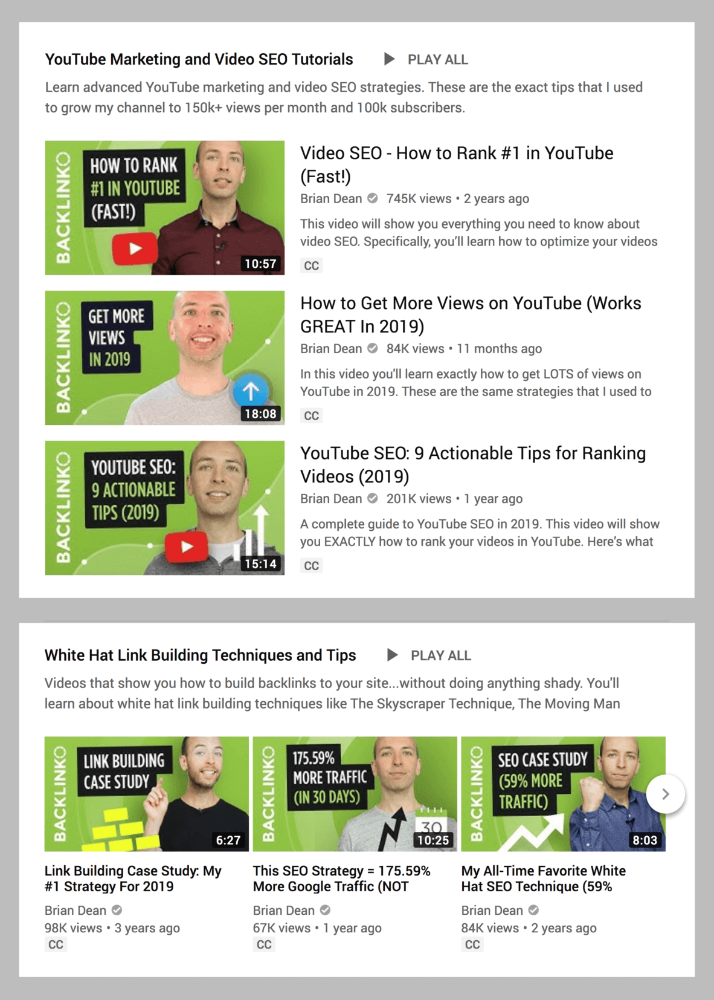 YouTube Marketing and Video SEO Tutorials PLAY ALL
Learn advanced YouTube marketing and video SEO strategies. These are the exact tips that I used
to grow my channel to 150k+ views per month and 100k subscribers.
BACKLINKO
HOW TO RANK
#1 IN YOUTUBE
(FAST!)
10:57
Video SEO - How to Rank #1 in YouTube
(Fast!)
Brian Dean 745K views • 2 years ago
This video will show you everything you need to know about
video SEO. Specifically, you'll learn how to optimize your videos
CC
BACKLINKO
GET MORE
VIEWS
IN 2019
18:08
How to Get More Views on YouTube (Works
GREAT In 2019)
Brian Dean 84K views • 11 months ago
In this video you'll learn exactly how to get LOTS of views on
YouTube in 2019. These are the same strategies that I used to
CC
BACKLINKO
YOUTUBE SEO:
9 ACTIONABLE
TIPS (2019)
15:14
YouTube SEO: 9 Actionable Tips for Ranking
Videos (2019)
Brian Dean 201K views • 1 year ago
A complete guide to YouTube SEO in 2019. This video will show
you EXACTLY how to rank your videos in YouTube. Here's what
CC
White Hat Link Building Techniques and Tips PLAY ALL
Videos that show you how to build backlinks to your site...without doing anything shady. You'll
learn about white hat link building techniques like The Skyscraper Technique, The Moving Man
BACKLINKO
LINK BUILDING
CASE STUDY
6:27
Link Building Case Study: My
#1 Strategy For 2019
Brian Dean
98K views • 3 years ago
CC
BACKLINKO
175.59%
MORE TRAFFIC
(IN 30 DAYS)
30
10:25
This SEO Strategy = 175.59%
More Google Traffic (NOT
Brian Dean
67K views • 1 year ago
CC
BACKLINKO
SEO CASE STUDY
(59% MORE
TRAFFIC)
8:03
My All-Time Favorite White
Hat SEO Technique (59%
Brian Dean
84K views • 2 years ago
CC